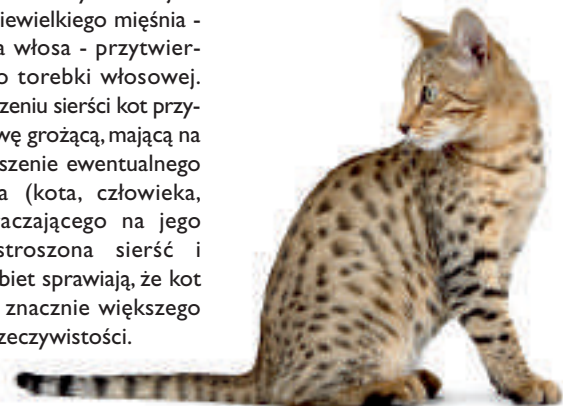 iewielkiego mięśnia -
a włosa - przytwier-
o torebki włosowej.
zeniu sierści kot przy-
wę grożącą, mającą na
szenie ewentualnego
a (kota, człowieka,
aczającego na jego
stroszona sierść i
biet sprawiają, że kot
znacznie większego
zeczywistości.